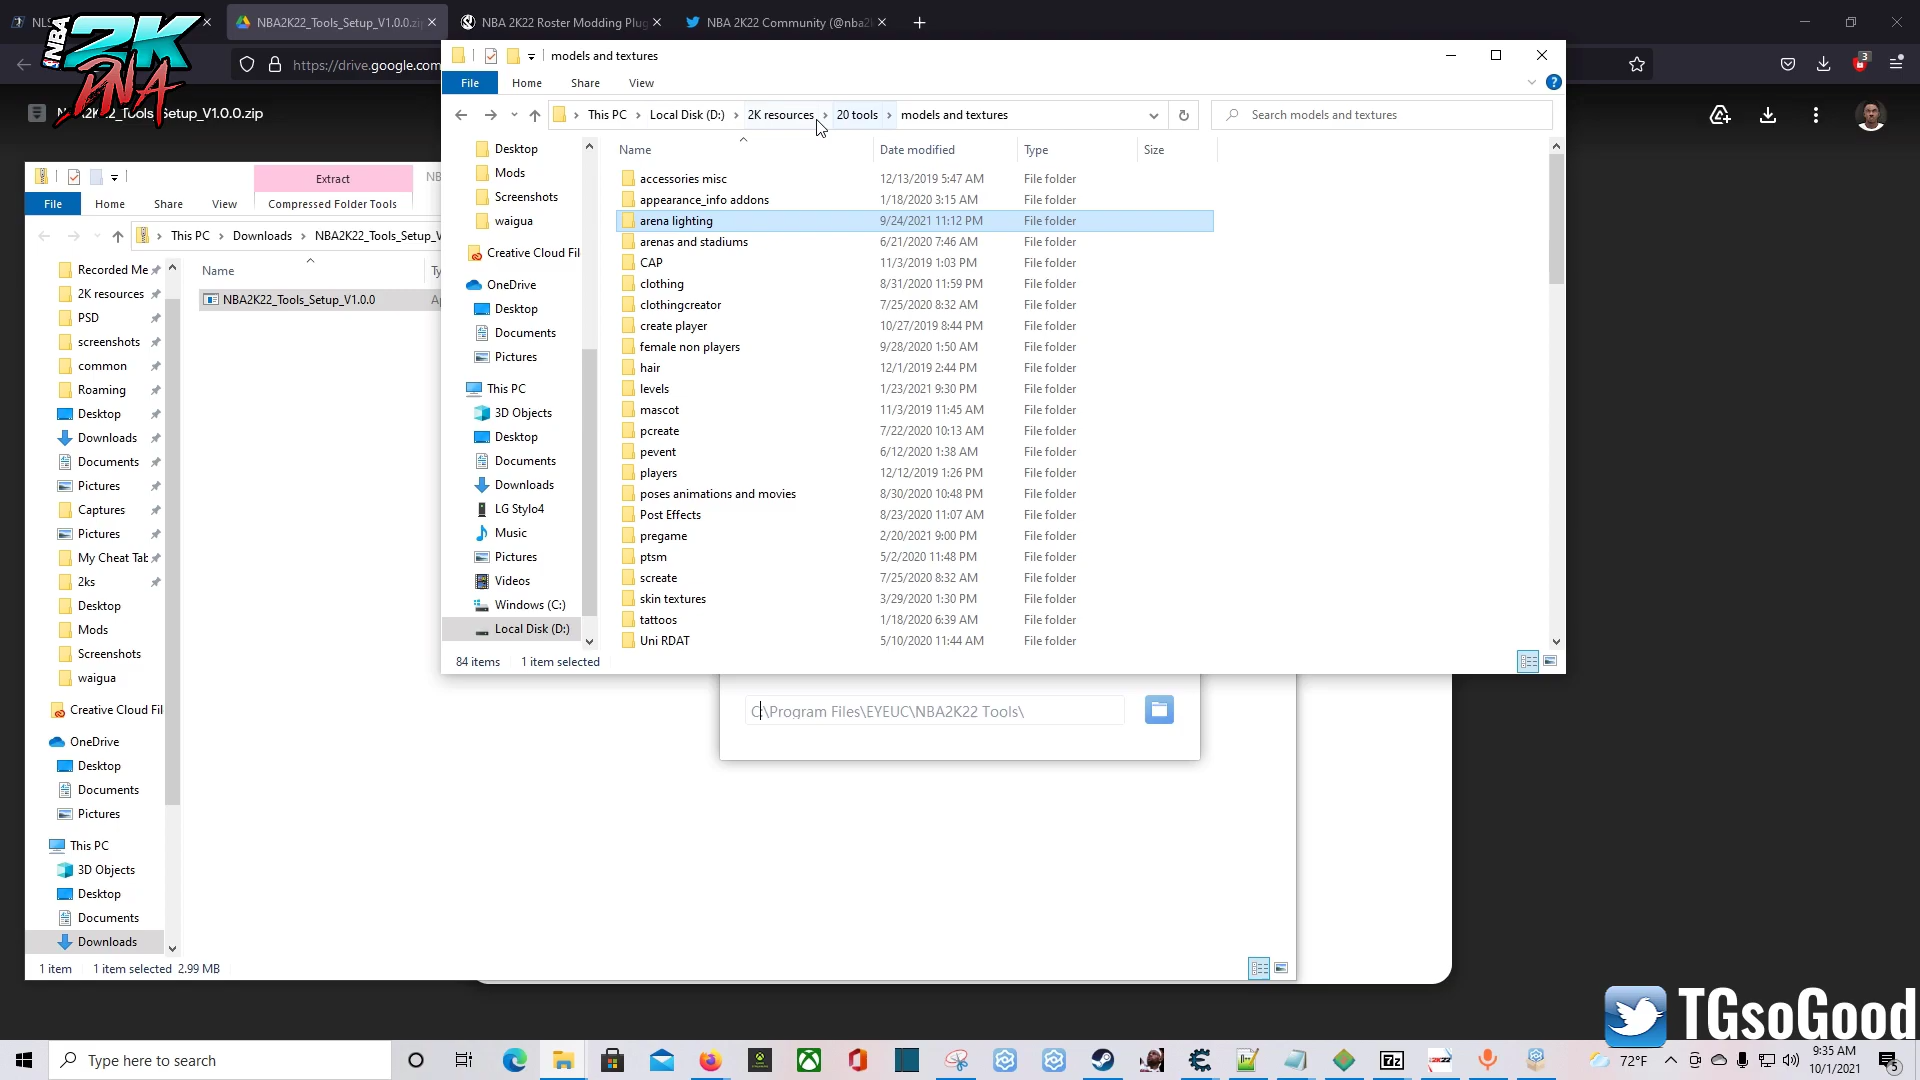 NLS
NBA2K22_Tools_Setup_V1.0.0.zi
NBA 2K22 Roster Modding Plug
NBA 2K22 Community (@nba2k
NBA
2K
DNA
https://drive.google.com
3
NBA2K22_Tools_Setup_V1.0.0.zip
models and textures
File
Home
Share
View
This PC
Local Disk (D:)
2K resources
20 tools
models and textures
Search models and textures
Name
Date modified
Type
Size
Desktop
Mods
Screenshots
waigua
Creative Cloud Fil
OneDrive
Desktop
Documents
Pictures
This PC
3D Objects
Desktop
Documents
Downloads
LG Stylo4
Music
Pictures
Videos
Windows (C:)
Local Disk (D:)
accessories misc 12/13/2019 5:47 AM File folder
appearance_info addons 1/18/2020 3:15 AM File folder
arena lighting 9/24/2021 11:12 PM File folder
arenas and stadiums 6/21/2020 7:46 AM File folder
CAP 11/3/2019 1:03 PM File folder
clothing 8/31/2020 11:59 PM File folder
clothingcreator 7/25/2020 8:32 AM File folder
create player 10/27/2019 8:44 PM File folder
female non players 9/28/2020 1:50 AM File folder
hair 12/1/2019 2:44 PM File folder
levels 1/23/2021 9:30 PM File folder
mascot 11/3/2019 11:45 AM File folder
pcreate 7/22/2020 10:13 AM File folder
pevent 6/12/2020 1:38 AM File folder
players 12/12/2019 1:26 PM File folder
poses animations and movies 8/30/2020 10:48 PM File folder
Post Effects 8/23/2020 11:07 AM File folder
pregame 2/20/2021 9:00 PM File folder
ptsm 5/2/2020 11:48 PM File folder
screate 7/25/2020 8:32 AM File folder
skin textures 3/29/2020 1:30 PM File folder
tattoos 1/18/2020 6:39 AM File folder
Uni RDAT 5/10/2020 11:44 AM File folder
84 items 1 item selected
Extract
NB
File
Home
Share
View
Compressed Folder Tools
This PC
Downloads
NBA2K22_Tools_Setup_V
Name
Ty
NBA2K22_Tools_Setup_V1.0.0
Recorded Me
2K resources
PSD
screenshots
common
Roaming
Desktop
Downloads
Documents
Pictures
Captures
Pictures
My Cheat Tab
2ks
Desktop
Mods
Screenshots
waigua
Creative Cloud Fil
OneDrive
Desktop
Documents
Pictures
This PC
3D Objects
Desktop
Documents
Downloads
1 item 1 item selected 2.99 MB
C:\Program Files\EYEUC\NBA2K22 Tools\
TGsoGood
Type here to search
7z
72°F
9:35 AM
10/1/2021
5